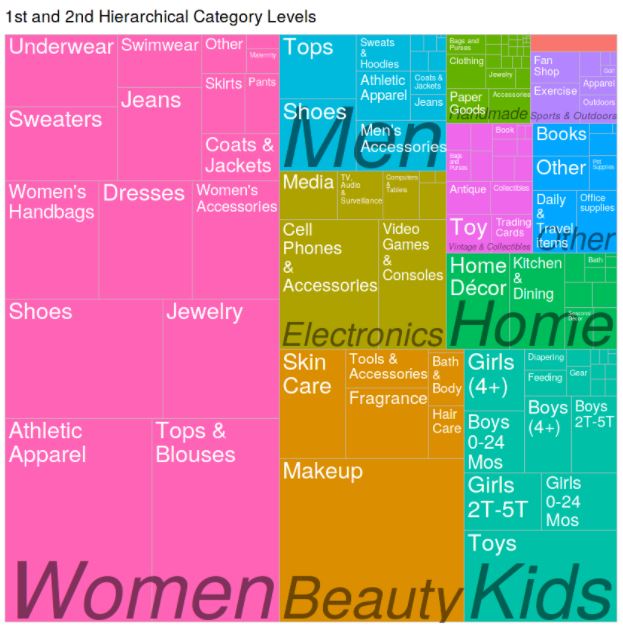 1st and 2nd Hierarchical Category Levels
Underwear
Swimwear
Other
Maternity
Skirts
Pants
Jeans
Sweaters
Coats &
Jackets
Women's
Handbags
Dresses
Women's
Accessories
Shoes
Jewelry
Athletic
Apparel
Tops &
Blouses
Women
Tops
Sweats
&
Hoodies
Athletic
Apparel
Coats &
Jackets
Jeans
Shoes
Men's
Accessories
Men
Media
TV,
Audio
&
Surveillance
Computers
&
Tablets
Cell
Phones
&
Accessories
Video
Games
&
Consoles
Electronics
Skin
Care
Tools &
Accessories
Bath
&
Body
Fragrance
Hair
Care
Makeup
Beauty
Bags and
Purses
Clothing
Jewelry
Paper
Goods
Accessories
Handmade
Fan
Shop
Golf
Apparel
Exercise
Outdoors
Sports & Outdoors
Book
Bags
and
Purses
Antique
Collectibles
Toy
Trading
Cards
Vintage & Collectibles
Books
Other
Pet
Supplies
Daily
&
Travel
items
Office
supplies
Other
Home
Décor
Kitchen
&
Dining
Bath
Seasonal
Décor
Home
Girls
(4+)
Diapering
Feeding
Gear
Boys
0-24
Mos
Boys
(4+)
Boys
2T-5T
Girls
2T-5T
Girls
0-24
Mos
Toys
Kids